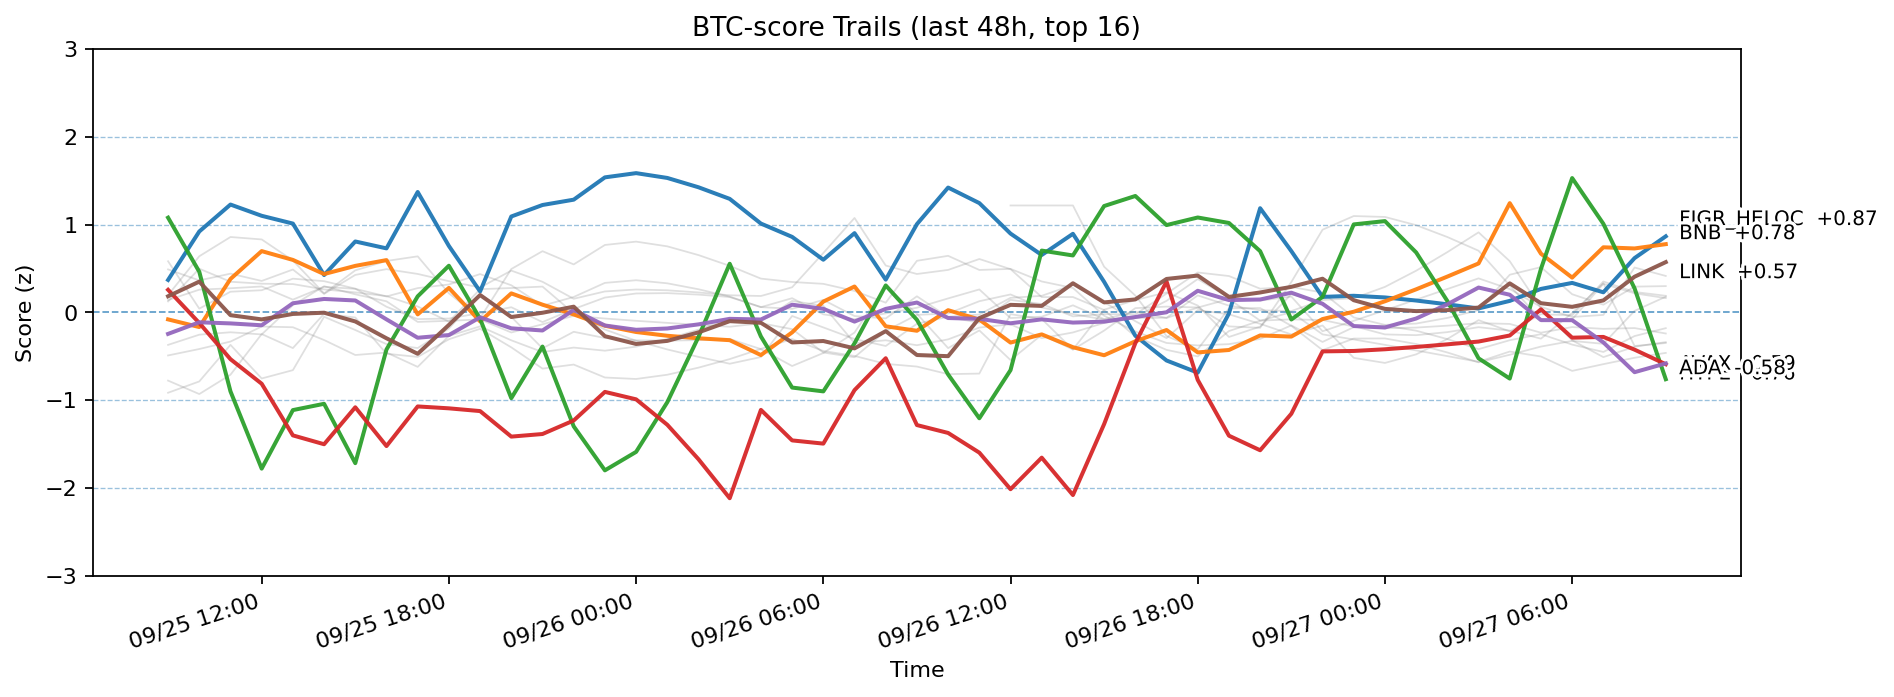 BTC-score Trails (last 48h, top 16)
Score (z)
3
2
1
0
−1
−2
−3
FIGR_HELOC +0.87
BNB +0.78
LINK +0.57
ADA -0.58
09/25 12:00
09/25 18:00
09/26 00:00
09/26 06:00
09/26 12:00
09/26 18:00
09/27 00:00
09/27 06:00
Time